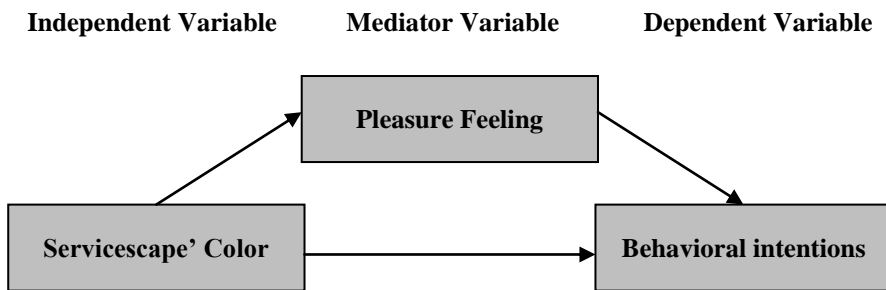 Independent Variable Mediator Variable Dependent Variable
Pleasure Feeling
Servicescape’ Color Behavioral intentions